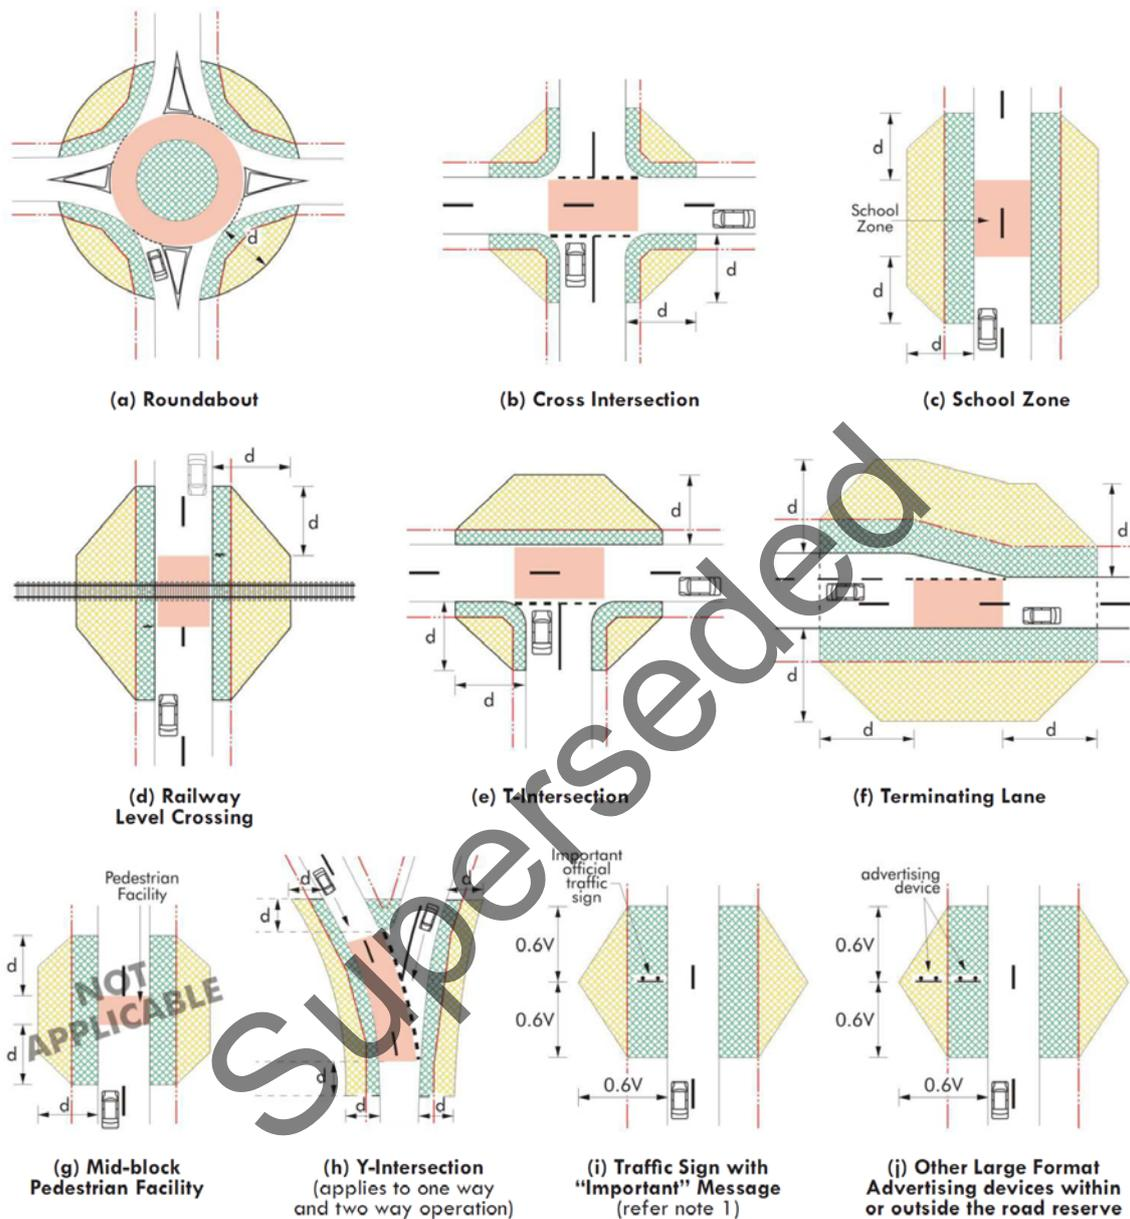 d
(a) Roundabout
d
d
(b) Cross Intersection
d
School
Zone
d
d
(c) School Zone
d
d
(d) Railway
Level Crossing
d
d
d
(e) T-Intersection
d
d
d
d
d
(f) Terminating Lane
Pedestrian
Facility
d
d
d
NOT
APPLICABLE
(g) Mid-block
Pedestrian Facility
d
d
d
d
d
d
(h) Y-Intersection
(applies to one way
and two way operation)
Important
official
traffic
sign
0.6V
0.6V
0.6V
(i) Traffic Sign with
“Important” Message
(refer note 1)
advertising
device
0.6V
0.6V
0.6V
(j) Other Large Format
Advertising devices within
or outside the road reserve
Superseded